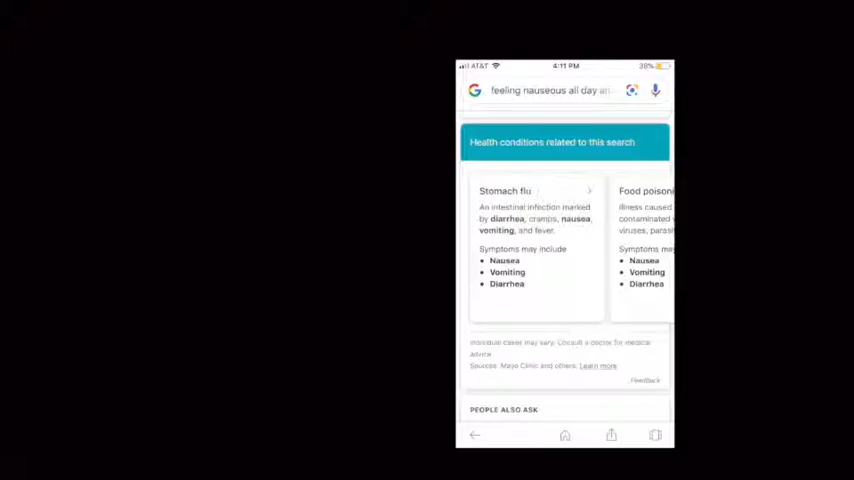 AT&T 4:11 PM 38%
feeling nauseous all day an
Health conditions related to this search
Stomach flu
An intestinal infection marked
by diarrhea, cramps, nausea,
vomiting, and fever.
Symptoms may include
• Nausea
• Vomiting
• Diarrhea
Food poisoni
Illness caused
contaminated
viruses, parasi
Symptoms may
• Nausea
• Vomiting
• Diarrhea
Individual cases may vary. Consult a doctor for medical
advice
Sources: Mayo Clinic and others. Learn more
Feedback
PEOPLE ALSO ASK